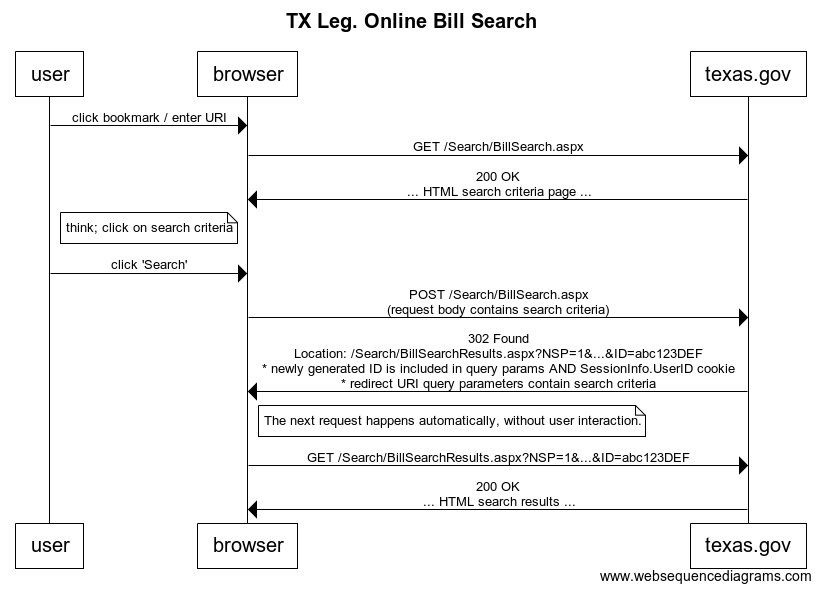 TX Leg. Online Bill Search
user
browser
texas.gov
click bookmark / enter URI
GET /Search/BillSearch.aspx
200 OK
... HTML search criteria page ...
think; click on search criteria
click 'Search'
POST /Search/BillSearch.aspx
(request body contains search criteria)
302 Found
Location: /Search/BillSearchResults.aspx?NSP=1&...&ID=abc123DEF
* newly generated ID is included in query params AND SessionInfo.UserID cookie
* redirect URI query parameters contain search criteria
The next request happens automatically, without user interaction.
GET /Search/BillSearchResults.aspx?NSP=1&...&ID=abc123DEF
200 OK
... HTML search results ...
user
browser
texas.gov
www.websequencediagrams.com